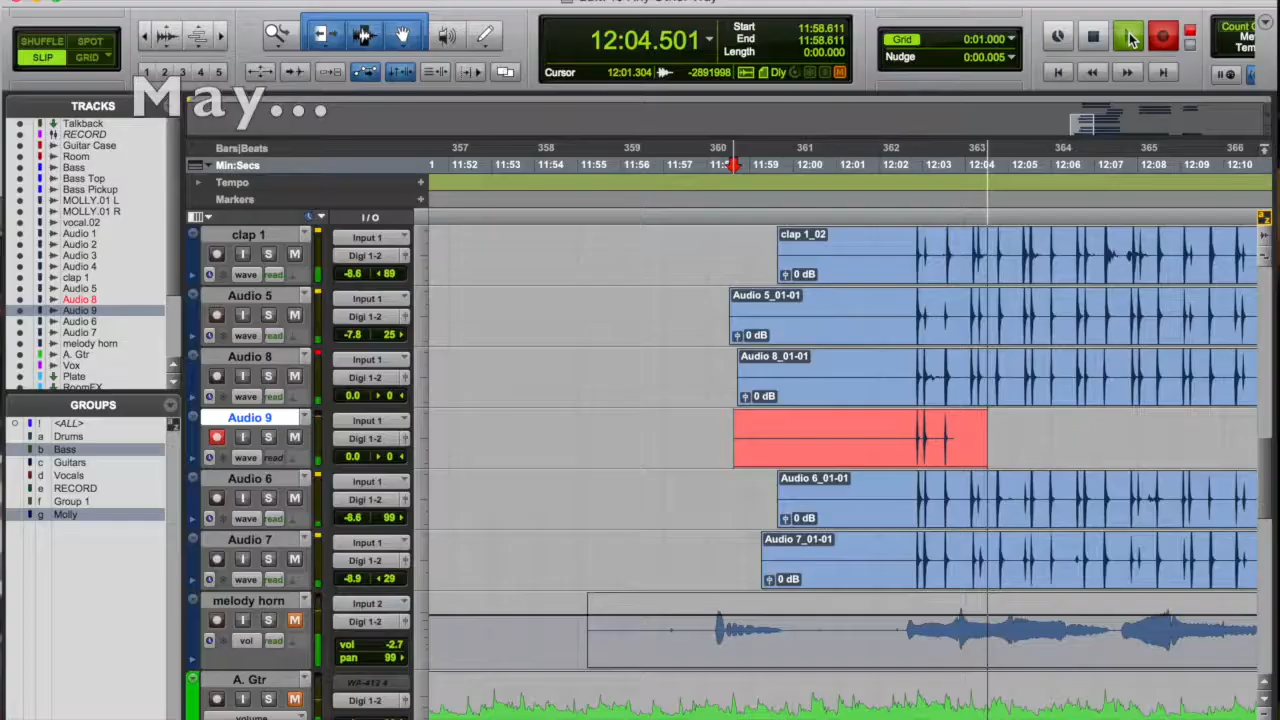 SHUFFLE SPOT
SLIP GRID
1 2 3 4 5
12:04.501
Start 11:58.611
End 11:58.611
Length 0:00.000
Cursor 12:01.304 -2891998 Dly
Grid 0:01.000
Nudge 0:00.005
Count O
Met
Temp
May...
TRACKS
Talkback
RECORD
Guitar Case
Room
Bass
Bass Top
Bass Pickup
MOLLY.01 L
MOLLY.01 R
vocal.02
Audio 1
Audio 2
Audio 3
Audio 4
clap 1
Audio 5
Audio 8
Audio 9
Audio 6
Audio 7
melody horn
A. Gtr
Vox
Plate
RoomFX
GROUPS
! <ALL>
a Drums
b Bass
c Guitars
d Vocals
e RECORD
f Group 1
g Molly
Bars|Beats 357 358 359 360 361 362 363 364 365 366
Min:Secs 1 11:52 11:53 11:54 11:55 11:56 11:57 11:5 11:59 12:00 12:01 12:02 12:03 12:04 12:05 12:06 12:07 12:08 12:09 12:10
Tempo
Markers
I/O
clap 1 Input 1 clap 1_02
I S M Digi 1-2
wave read -8.6 89 0 dB
Audio 5 Input 1 Audio 5_01-01
I S M Digi 1-2
wave read -7.8 25 0 dB
Audio 8 Input 1 Audio 8_01-01
I S M Digi 1-2
wave read 0.0 0 0 dB
Audio 9 Input 1
I S M Digi 1-2
wave read 0.0 0
Audio 6 Input 1 Audio 6_01-01
I S M Digi 1-2
wave read -8.6 99 0 dB
Audio 7 Input 1 Audio 7_01-01
I S M Digi 1-2
wave read -8.9 29 0 dB
melody horn Input 2
I S M Digi 1-2
vol read vol -2.7
pan 99
A. Gtr WA-412 4
I S M Digi 1-2
volume